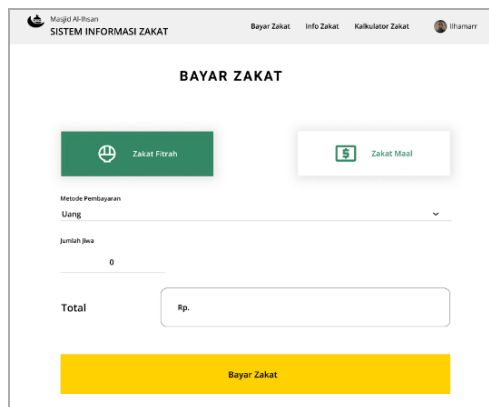 Masjid Al-Ihsan
SISTEM INFORMASI ZAKAT
Bayar Zakat Info Zakat Kalkulator Zakat Ilhamarr
BAYAR ZAKAT
Zakat Fitrah Zakat Maal
Metode Pembayaran
Uang
Jumlah Jiwa
0
Total Rp.
Bayar Zakat